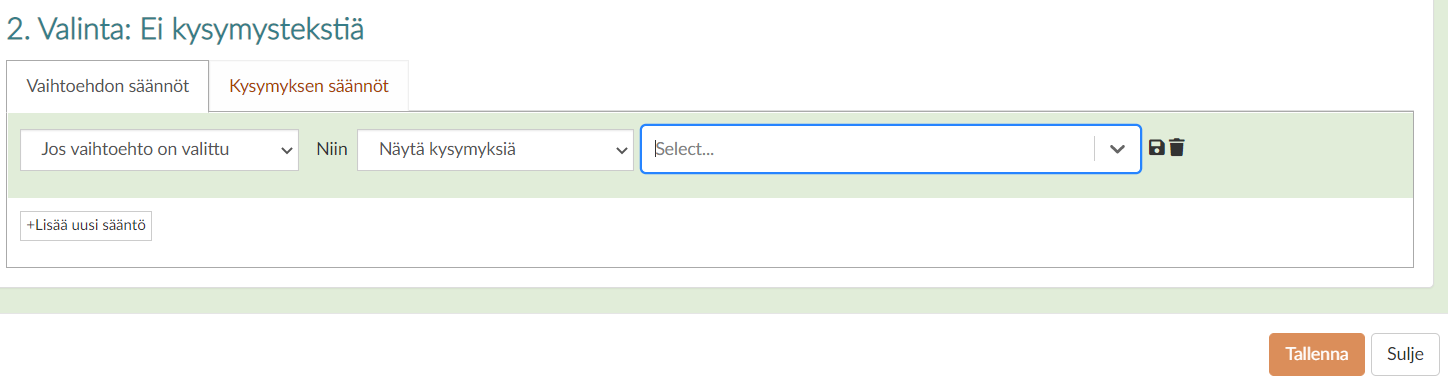 2. Valinta: Ei kysymystekstiä
Vaihtoehdon säännöt Kysymyksen säännöt
Jos vaihtoehto on valittu Niin Näytä kysymyksiä Select...
+Lisää uusi sääntö
Tallenna Sulje